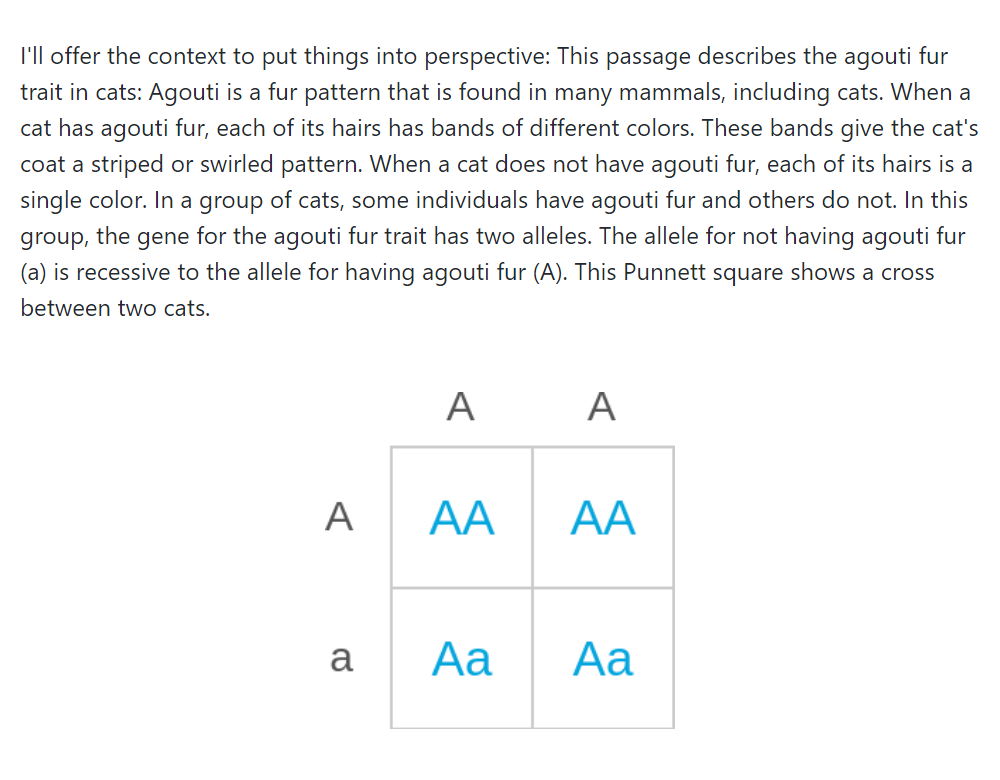 I'll offer the context to put things into perspective: This passage describes the agouti fur
trait in cats: Agouti is a fur pattern that is found in many mammals, including cats. When a
cat has agouti fur, each of its hairs has bands of different colors. These bands give the cat's
coat a striped or swirled pattern. When a cat does not have agouti fur, each of its hairs is a
single color. In a group of cats, some individuals have agouti fur and others do not. In this
group, the gene for the agouti fur trait has two alleles. The allele for not having agouti fur
(a) is recessive to the allele for having agouti fur (A). This Punnett square shows a cross
between two cats.
A A
A AA AA
a Aa Aa